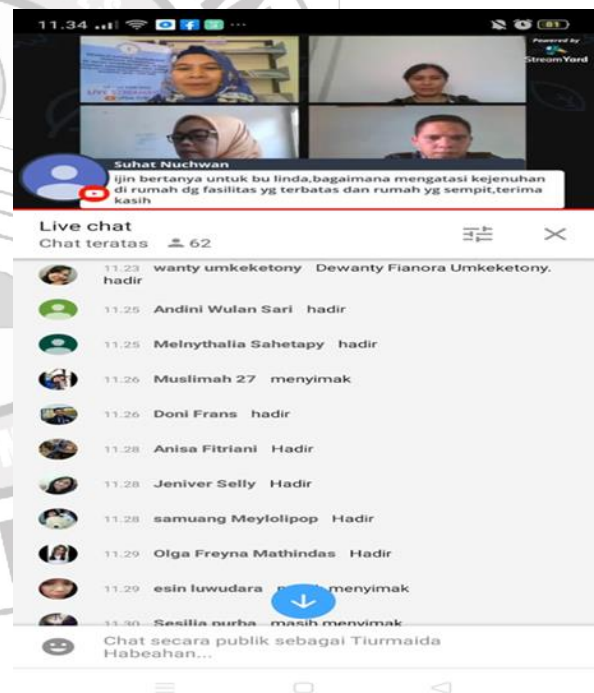 11.34
81
Powered by
StreamYard
Suhat Nuchwan
ijin bertanya untuk bu linda,bagaimana mengatasi kejenuhan
di rumah dg fasilitas yg terbatas dan rumah yg sempit,terima
kasih
Live chat
Chat teratas 62
11.23 wanty umkeketony Dewanty Fianora Umkeketony.
hadir
11.25 Andini Wulan Sari hadir
11.25 Melnythalia Sahetapy hadir
11.26 Muslimah 27 menyimak
11.26 Doni Frans hadir
11.28 Anisa Fitriani Hadir
11.28 Jeniver Selly Hadir
11.28 samuang Meylolipop Hadir
11.29 Olga Freyna Mathindas Hadir
11.29 esin luwudara menyimak
11.30 Sesilia purba masih menyimak
Chat secara publik sebagai Tiurmaida
Habeahan...